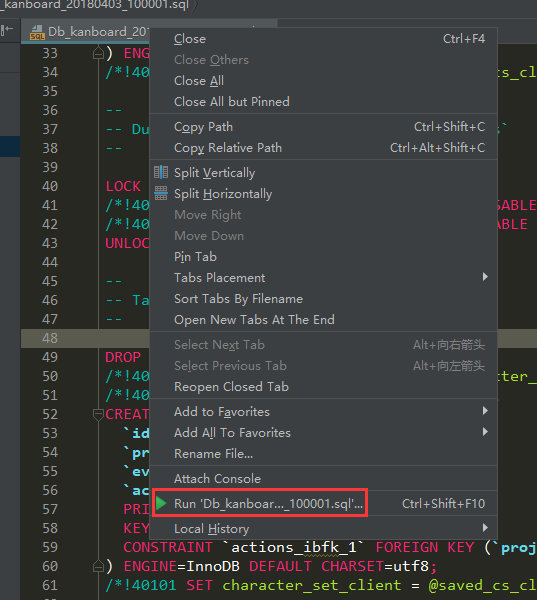 _kanboard_20180403_100001.sql
Db_kanboard_2
Close Ctrl+F4
Close Others
Close All
Close All but Pinned
Copy Path Ctrl+Shift+C
Copy Relative Path Ctrl+Alt+Shift+C
Split Vertically
Split Horizontally
Move Right
Move Down
Pin Tab
Tabs Placement
Sort Tabs By Filename
Open New Tabs At The End
Select Next Tab Alt+向右箭头
Select Previous Tab Alt+向左箭头
Reopen Closed Tab
Add to Favorites
Add All To Favorites
Rename File...
Attach Console
Run 'Db_kanboar..._100001.sql'... Ctrl+Shift+F10
Local History
33 ) ENG
34 /*!40 cs_cl
35
36 --
37 -- Du s`
38 --
39
40 LOCK
41 /*!40 SABLE
42 /*!40 ABLE
43 UNLOC
44
45 --
46 -- Ta
47 --
48
49 DROP
50 /*!40 cter_
51 /*!40
52 CREAT
53 `id
54 `pr
55 `ev
56 `ac
57 PRI
58 KEY
59 CONSTRAINT `actions_ibfk_1` FOREIGN KEY (`proj
60 ) ENGINE=InnoDB DEFAULT CHARSET=utf8;
61 /*!40101 SET character_set_client = @saved_cs_cl